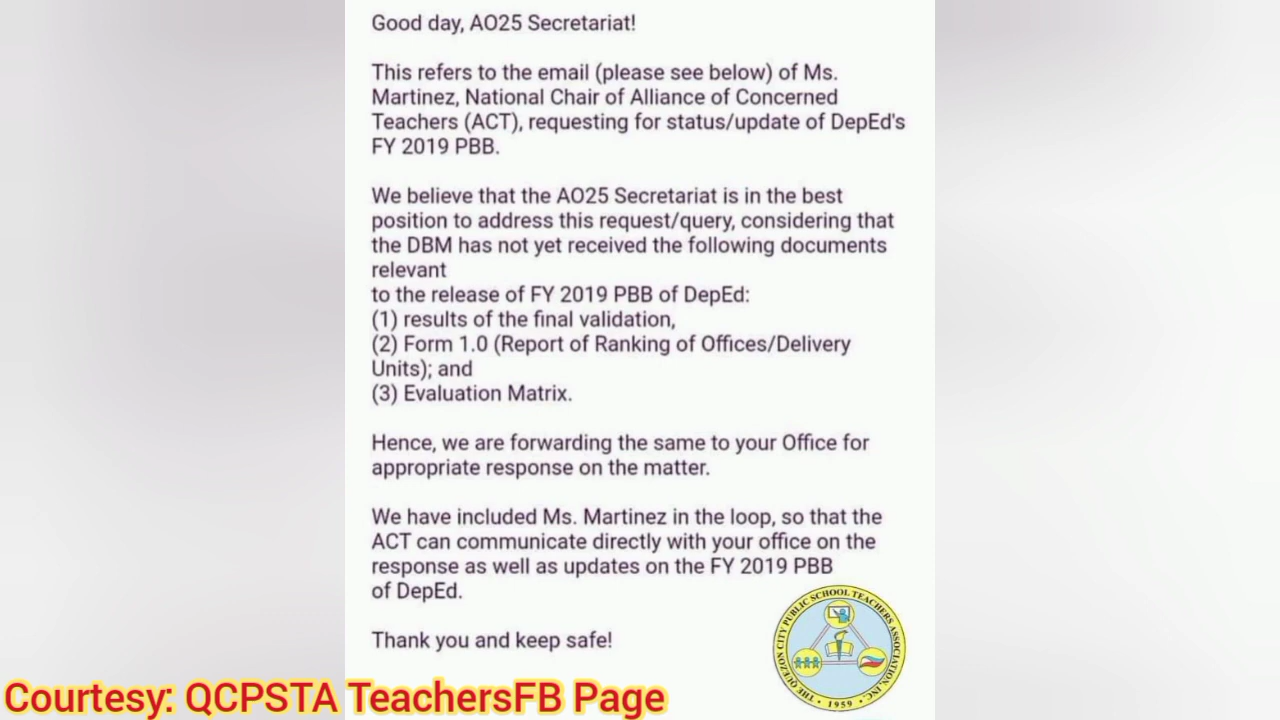 Good day, AO25 Secretariat!
This refers to the email (please see below) of Ms.
Martinez, National Chair of Alliance of Concerned
Teachers (ACT), requesting for status/update of DepEd's
FY 2019 PBB.
We believe that the AO25 Secretariat is in the best
position to address this request/query, considering that
the DBM has not yet received the following documents
relevant
to the release of FY 2019 PBB of DepEd:
(1) results of the final validation,
(2) Form 1.0 (Report of Ranking of Offices/Delivery
Units); and
(3) Evaluation Matrix.
Hence, we are forwarding the same to your Office for
appropriate response on the matter.
We have included Ms. Martinez in the loop, so that the
ACT can communicate directly with your office on the
response as well as updates on the FY 2019 PBB
of DepEd.
Thank you and keep safe!
THE QUEZON CITY PUBLIC SCHOOL TEACHERS ASSOCIATION, INC.
1959
Courtesy: QCPSTA TeachersFB Page